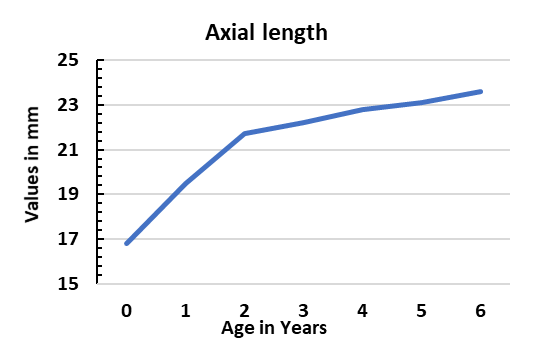 Axial length
25
23
21
19
17
15
Values in mm
0 1 2 3 4 5 6
Age in Years